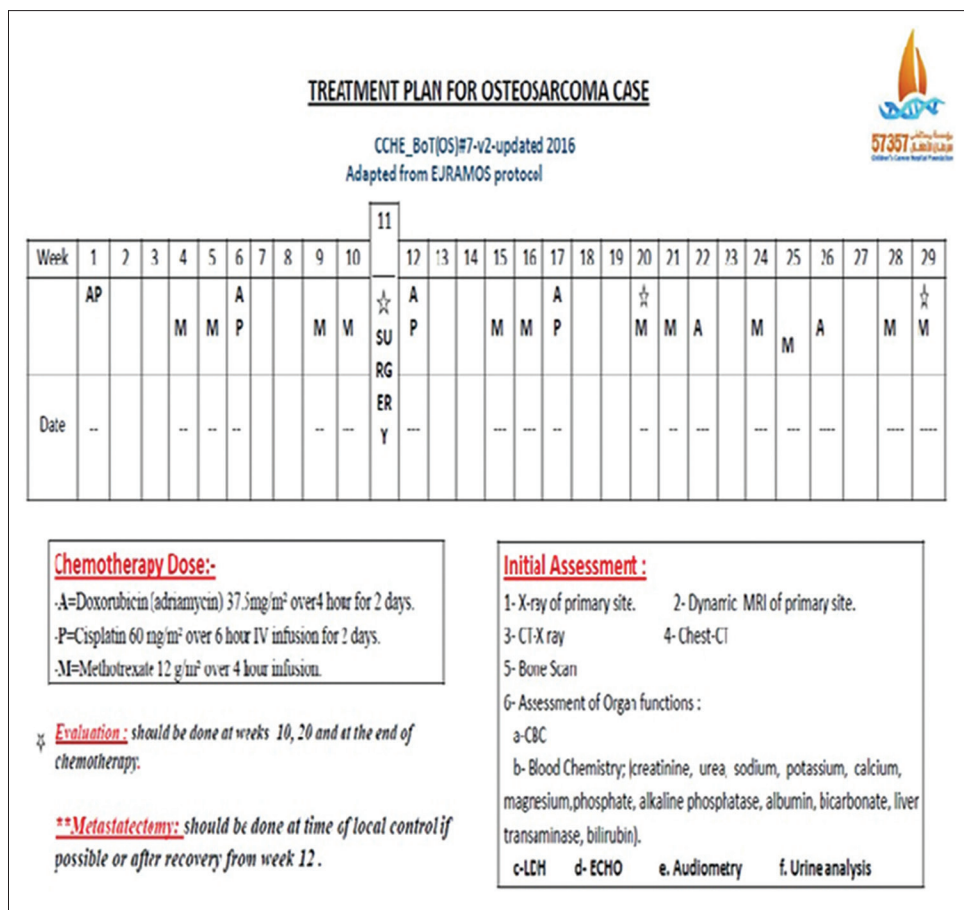 TREATMENT PLAN FOR OSTEOSARCOMA CASE
57357
Children's Cancer Hospital Foundation
CCHE_BoT(OS)#7-v2-updated 2016
Adapted from EURAMOS protocol
Week 1 2 3 4 5 6 7 8 9 10 11 12 13 14 15 16 17 18 19 20 21 22 23 24 25 26 27 28 29
AP A ☆ A A ☆ ☆
M M P M M SU P M M P M M A M M A M M
RG
ER
Date -- -- -- -- -- -- Y --- --- --- -- -- -- --- --- --- ---- ---- ----
Chemotherapy Dose:-
-A=Doxorubicin (adriamycin) 37.5mg/m² over4 hour for 2 days.
-P=Cisplatin 60 mg/m² over 6 hour IV infusion for 2 days.
-M=Methotrexate 12 g/m² over 4 hour infusion.
☆ Evaluation : should be done at weeks 10, 20 and at the end of
chemotherapy.
**Metastatectomy: should be done at time of local control if
possible or after recovery from week 12 .
Initial Assessment :
1- X-ray of primary site. 2- Dynamic MRI of primary site.
3- CT-X ray 4- Chest-CT
5- Bone Scan
6- Assessment of Organ functions :
a-CBC
b- Blood Chemistry; (creatinine, urea, sodium, potassium, calcium,
magnesium,phosphate, alkaline phosphatase, albumin, bicarbonate, liver
transaminase, bilirubin).
c-LDH d- ECHO e. Audiometry f. Urine analysis